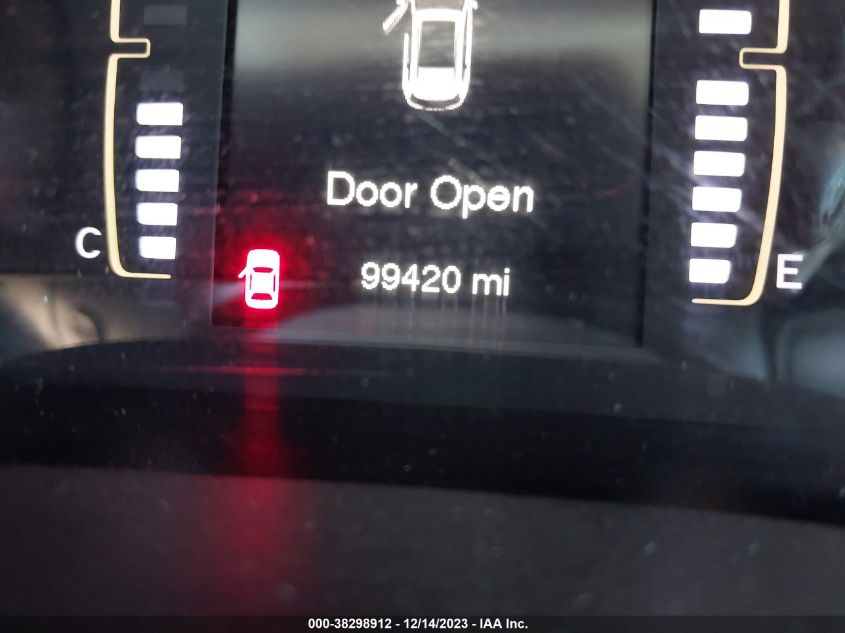 Door Open
C
99420 mi
E
000-38298912 - 12/14/2023 - IAA Inc.